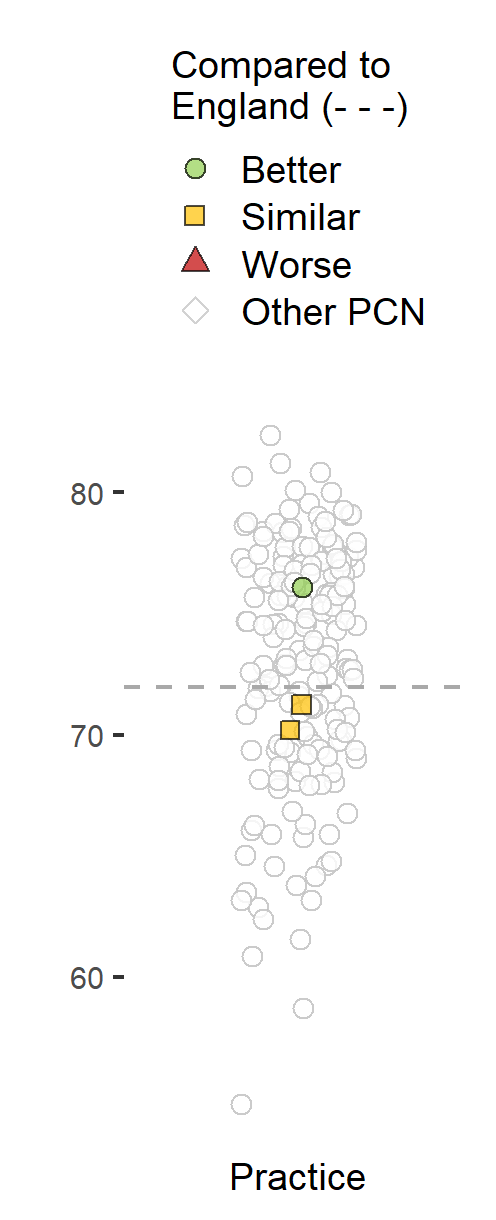 Compared to
England (- - -)
Better
Similar
Worse
Other PCN
80
70
60
Practice